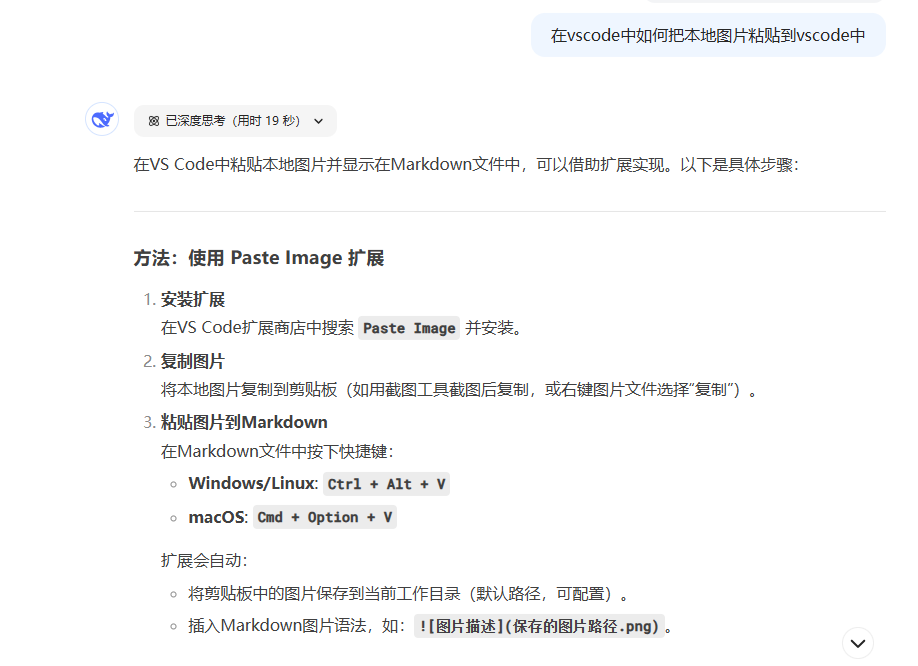 在vscode中如何把本地图片粘贴到vscode中
已深度思考（用时 19 秒）
在VS Code中粘贴本地图片并显示在Markdown文件中，可以借助扩展实现。以下是具体步骤：
方法：使用 Paste Image 扩展
1. 安装扩展
在VS Code扩展商店中搜索 Paste Image 并安装。
2. 复制图片
将本地图片复制到剪贴板（如用截图工具截图后复制，或右键图片文件选择“复制”）。
3. 粘贴图片到Markdown
在Markdown文件中按下快捷键：
Windows/Linux: Ctrl + Alt + V
macOS: Cmd + Option + V
扩展会自动：
将剪贴板中的图片保存到当前工作目录（默认路径，可配置）。
插入Markdown图片语法，如：![图片描述](保存的图片路径.png)。